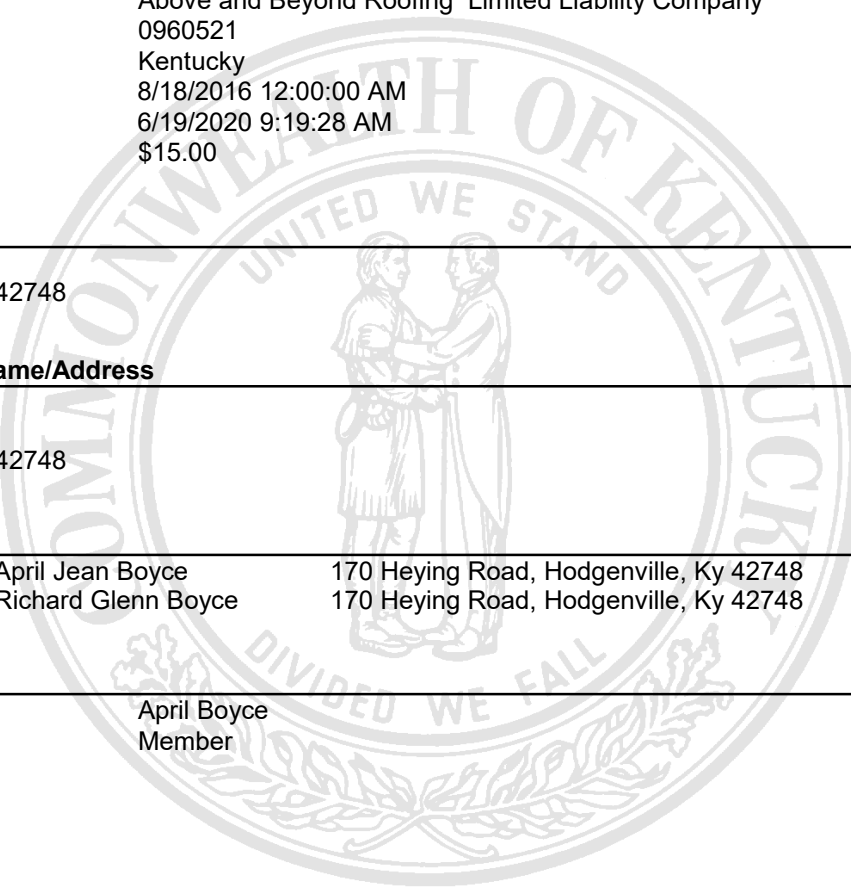 Above and Beyond Roofing Limited Liability Company
0960521
Kentucky
8/18/2016 12:00:00 AM
6/19/2020 9:19:28 AM
$15.00
COMMONWEALTH OF KENTUCKY
UNITED WE STAND
42748
ame/Address
42748
April Jean Boyce 170 Heying Road, Hodgenville, Ky 42748
Richard Glenn Boyce 170 Heying Road, Hodgenville, Ky 42748
DIVIDED WE FALL
April Boyce
Member